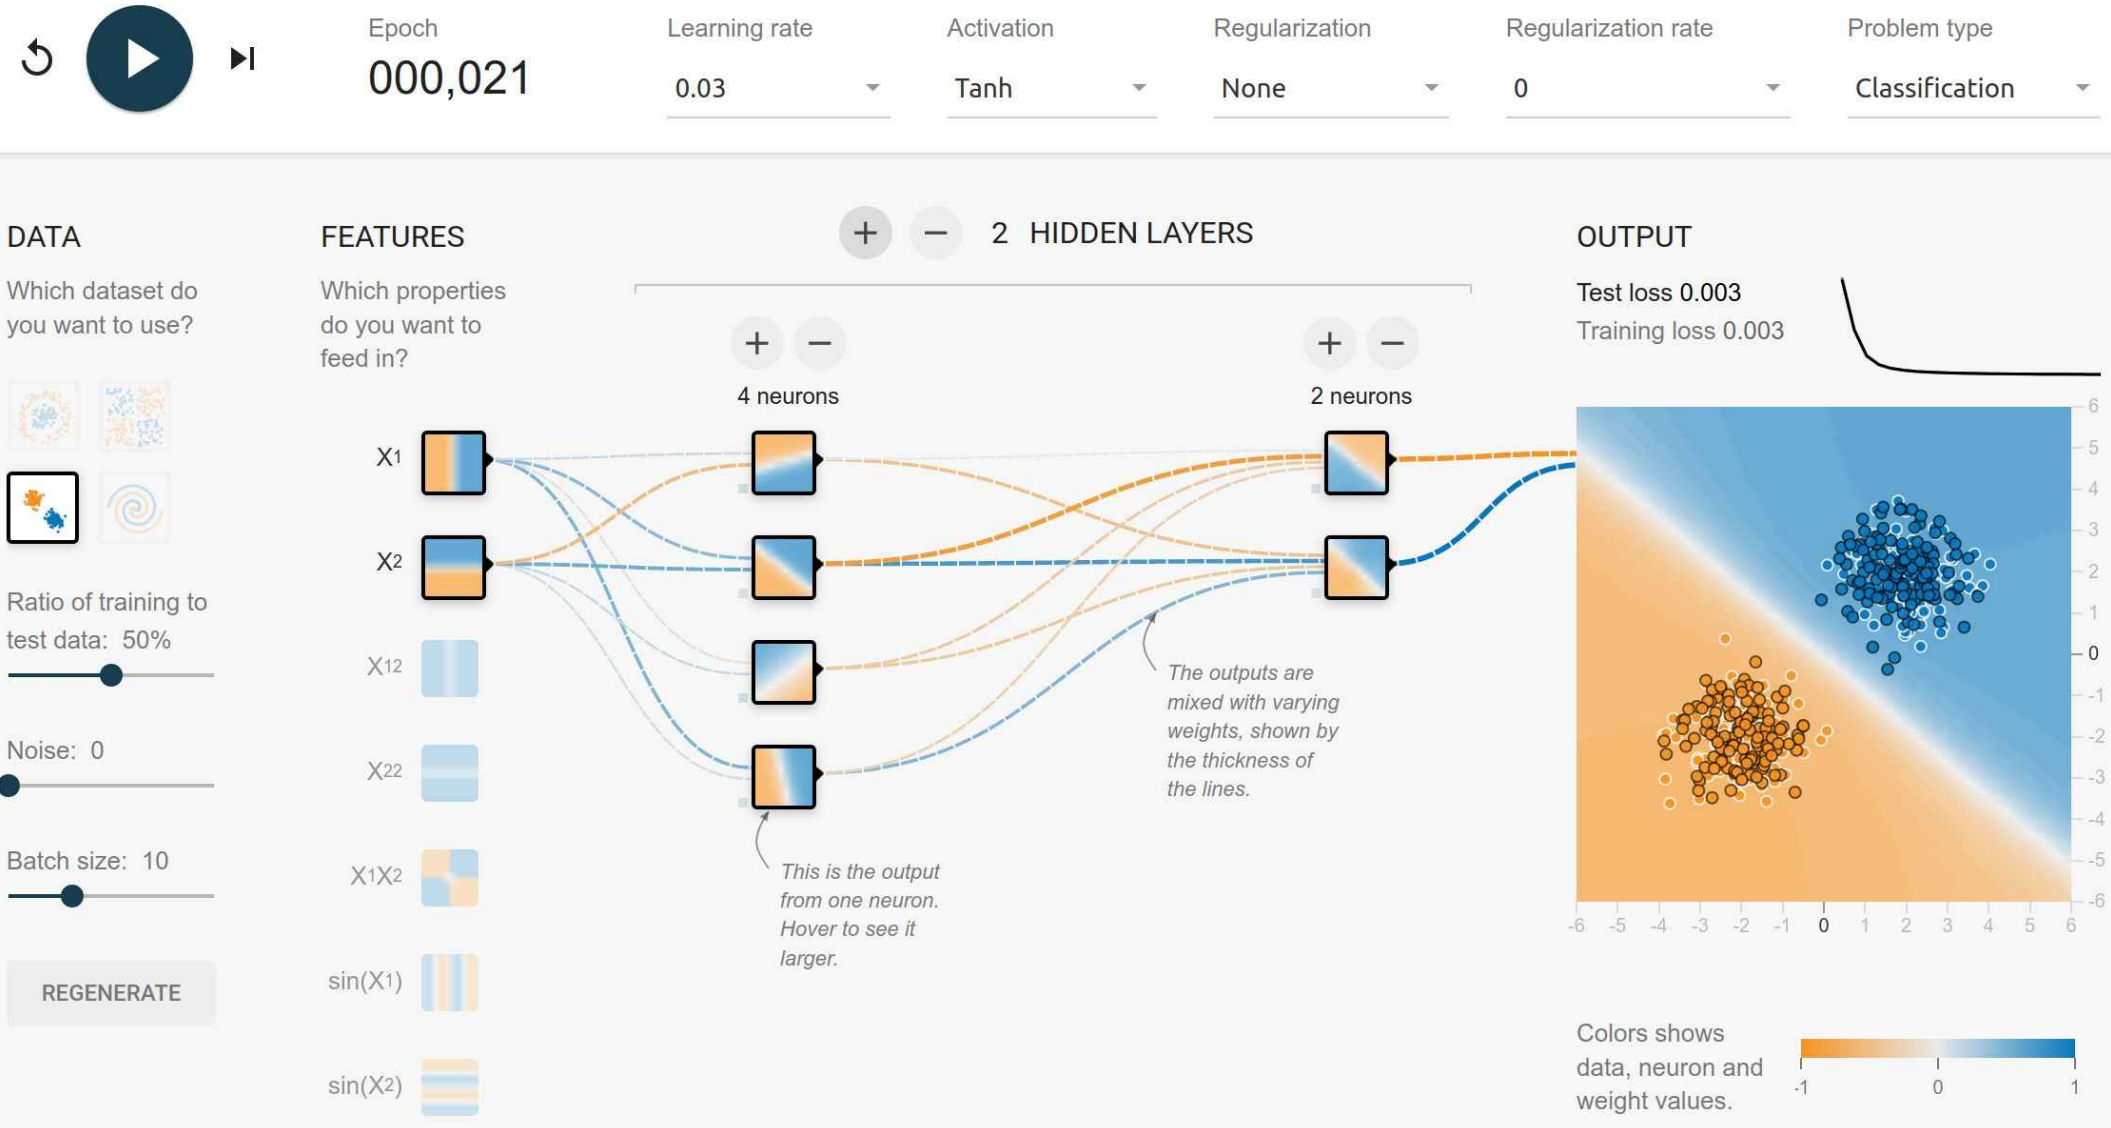 Epoch
000,021
Learning rate
0.03
Activation
Tanh
Regularization
None
Regularization rate
0
Problem type
Classification
DATA
Which dataset do
you want to use?
Ratio of training to
test data: 50%
Noise: 0
Batch size: 10
REGENERATE
FEATURES
Which properties
do you want to
feed in?
X1
X2
X12
X22
X1X2
sin(X1)
sin(X2)
+ − 2 HIDDEN LAYERS
+ −
4 neurons
+ −
2 neurons
This is the output
from one neuron.
Hover to see it
larger.
The outputs are
mixed with varying
weights, shown by
the thickness of
the lines.
OUTPUT
Test loss 0.003
Training loss 0.003
6
5
4
3
2
1
0
-1
-2
-3
-4
-5
-6
-6 -5 -4 -3 -2 -1 0 1 2 3 4 5 6
Colors shows
data, neuron and
weight values.
-1 0 1